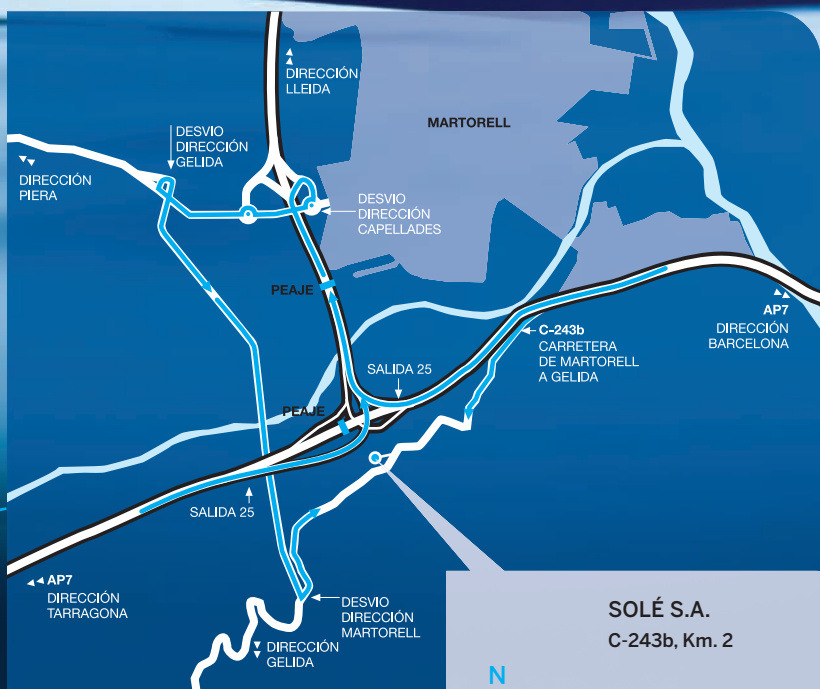 DIRECCIÓN
LLEIDA
MARTORELL
DESVIO
DIRECCIÓN
GELIDA
DIRECCIÓN
PIERA
DESVIO
DIRECCIÓN
CAPELLADES
PEAJE
AP7
DIRECCIÓN
BARCELONA
C-243b
CARRETERA
DE MARTORELL
A GELIDA
SALIDA 25
PEAJE
SALIDA 25
AP7
DIRECCIÓN
TARRAGONA
DESVIO
DIRECCIÓN
MARTORELL
DIRECCIÓN
GELIDA
SOLÉ S.A.
C-243b, Km. 2
N